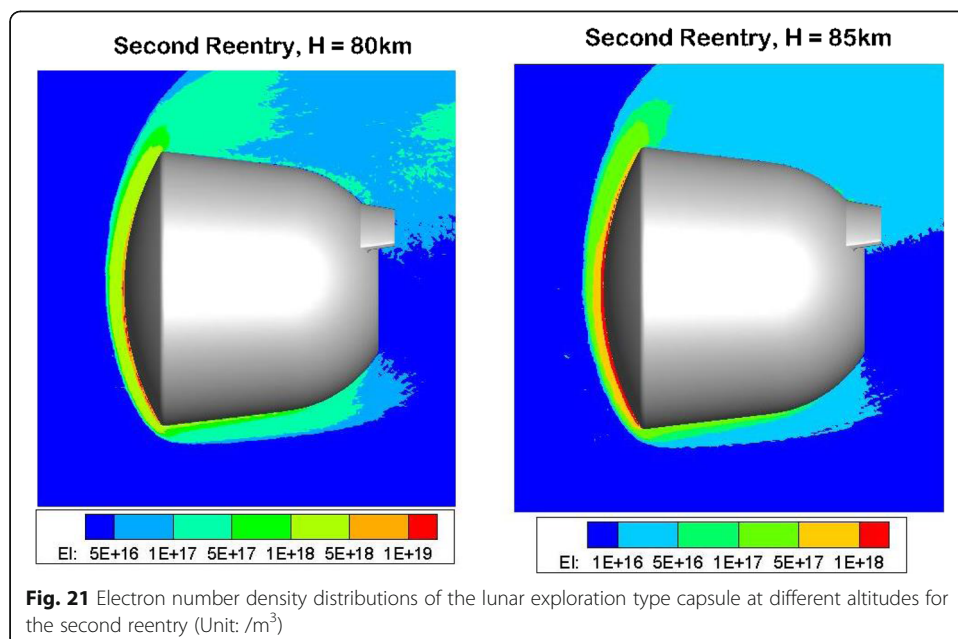 Second Reentry, H = 80km
Second Reentry, H = 85km
El: 5E+16 1E+17 5E+17 1E+18 5E+18 1E+19
El: 1E+16 5E+16 1E+17 5E+17 1E+18
Fig. 21 Electron number density distributions of the lunar exploration type capsule at different altitudes for
the second reentry (Unit: /m³)